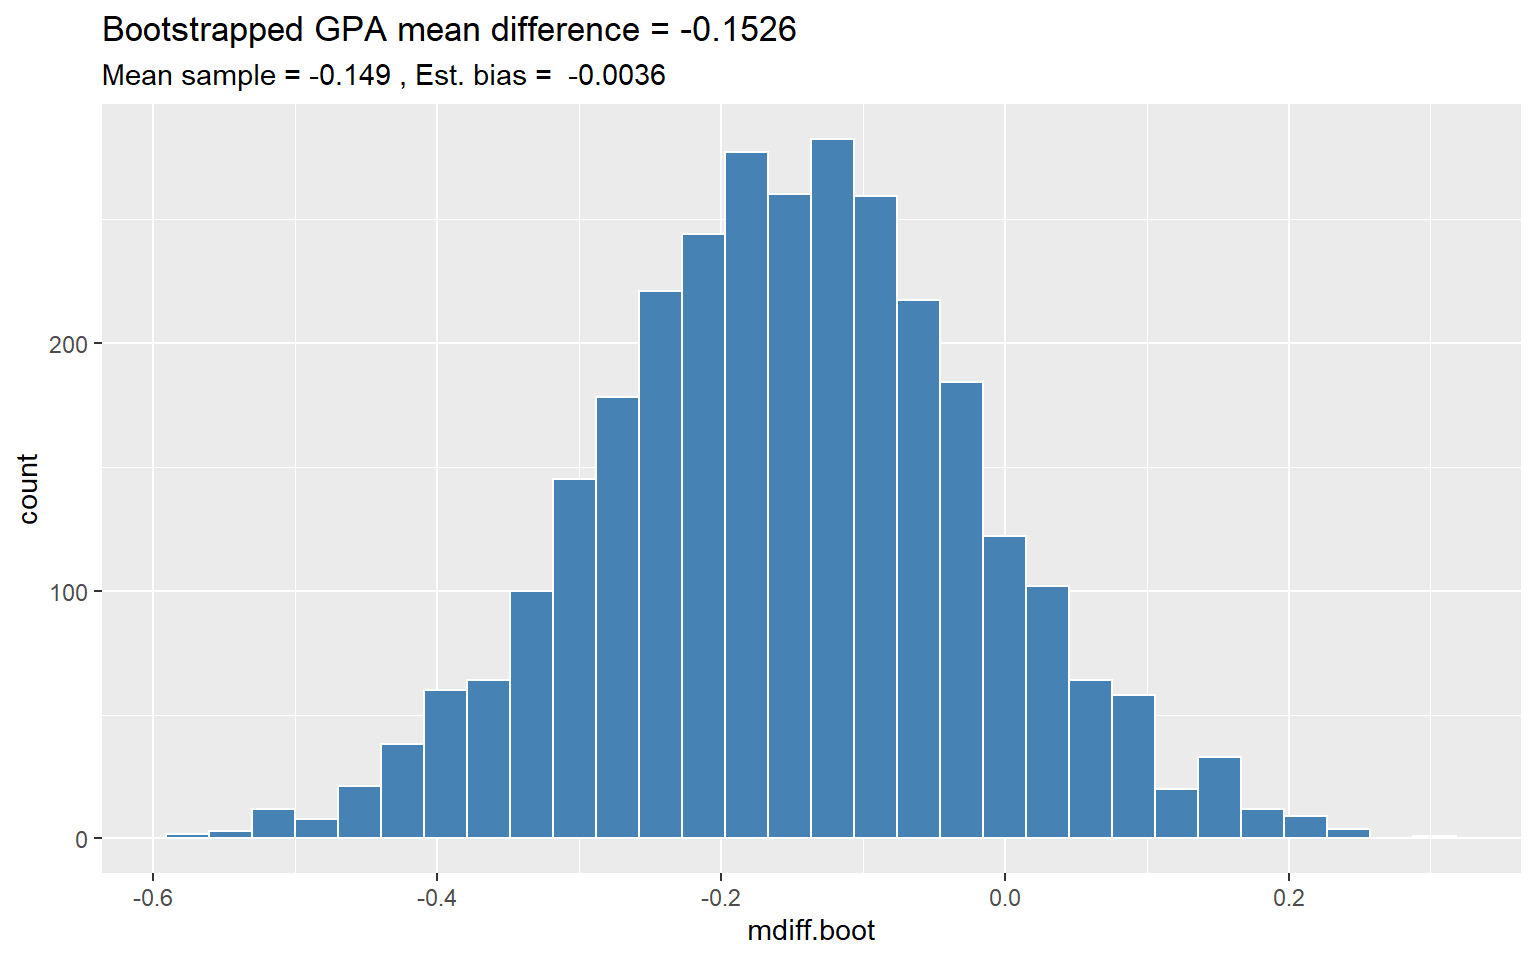 Bootstrapped GPA mean difference = -0.1526
Mean sample = -0.149 , Est. bias =  -0.0036
count
200
100
0
-0.6
-0.4
-0.2
0.0
0.2
mdiff.boot